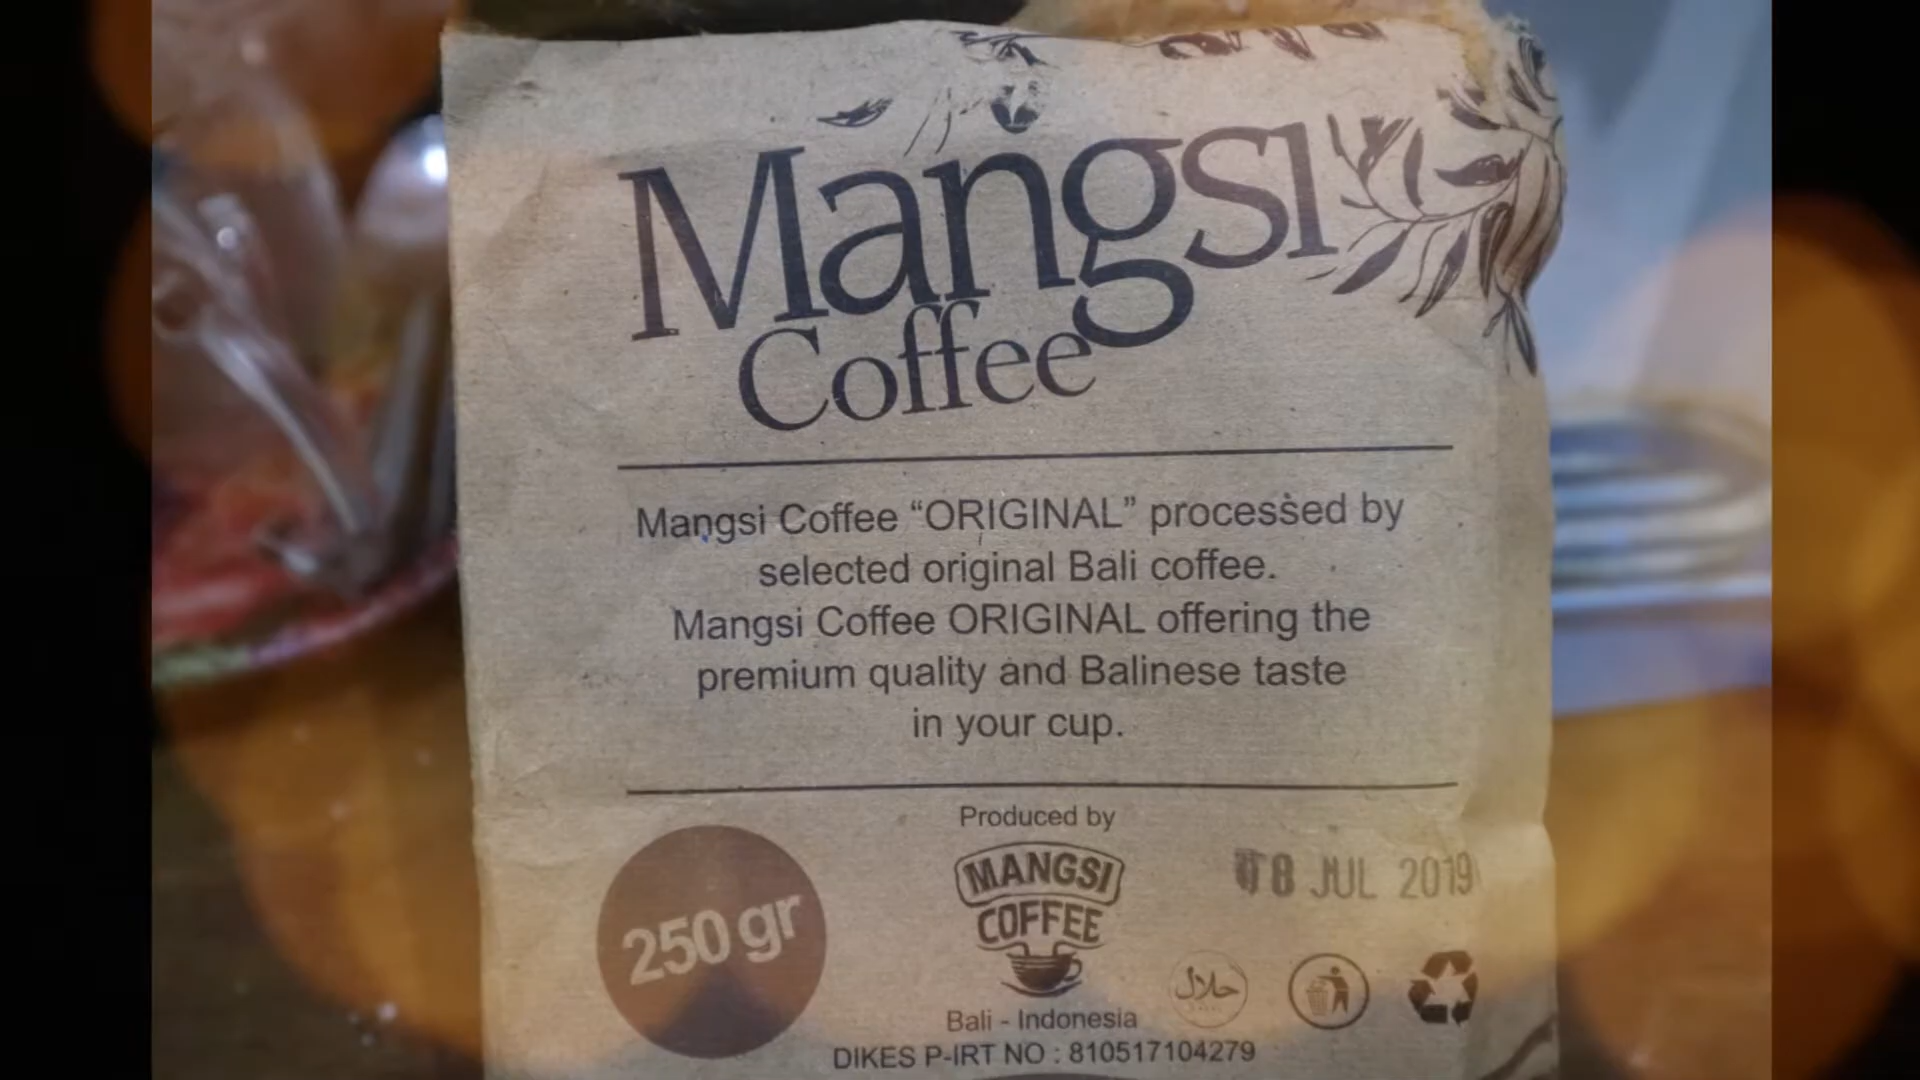 Mangsi
Coffee
Mangsi Coffee “ORIGINAL” processed by
selected original Bali coffee.
Mangsi Coffee ORIGINAL offering the
premium quality and Balinese taste
in your cup.
Produced by
MANGSI
COFFEE
250 gr
08 JUL 2019
حلال
Bali - Indonesia
DIKES P-IRT NO : 810517104279